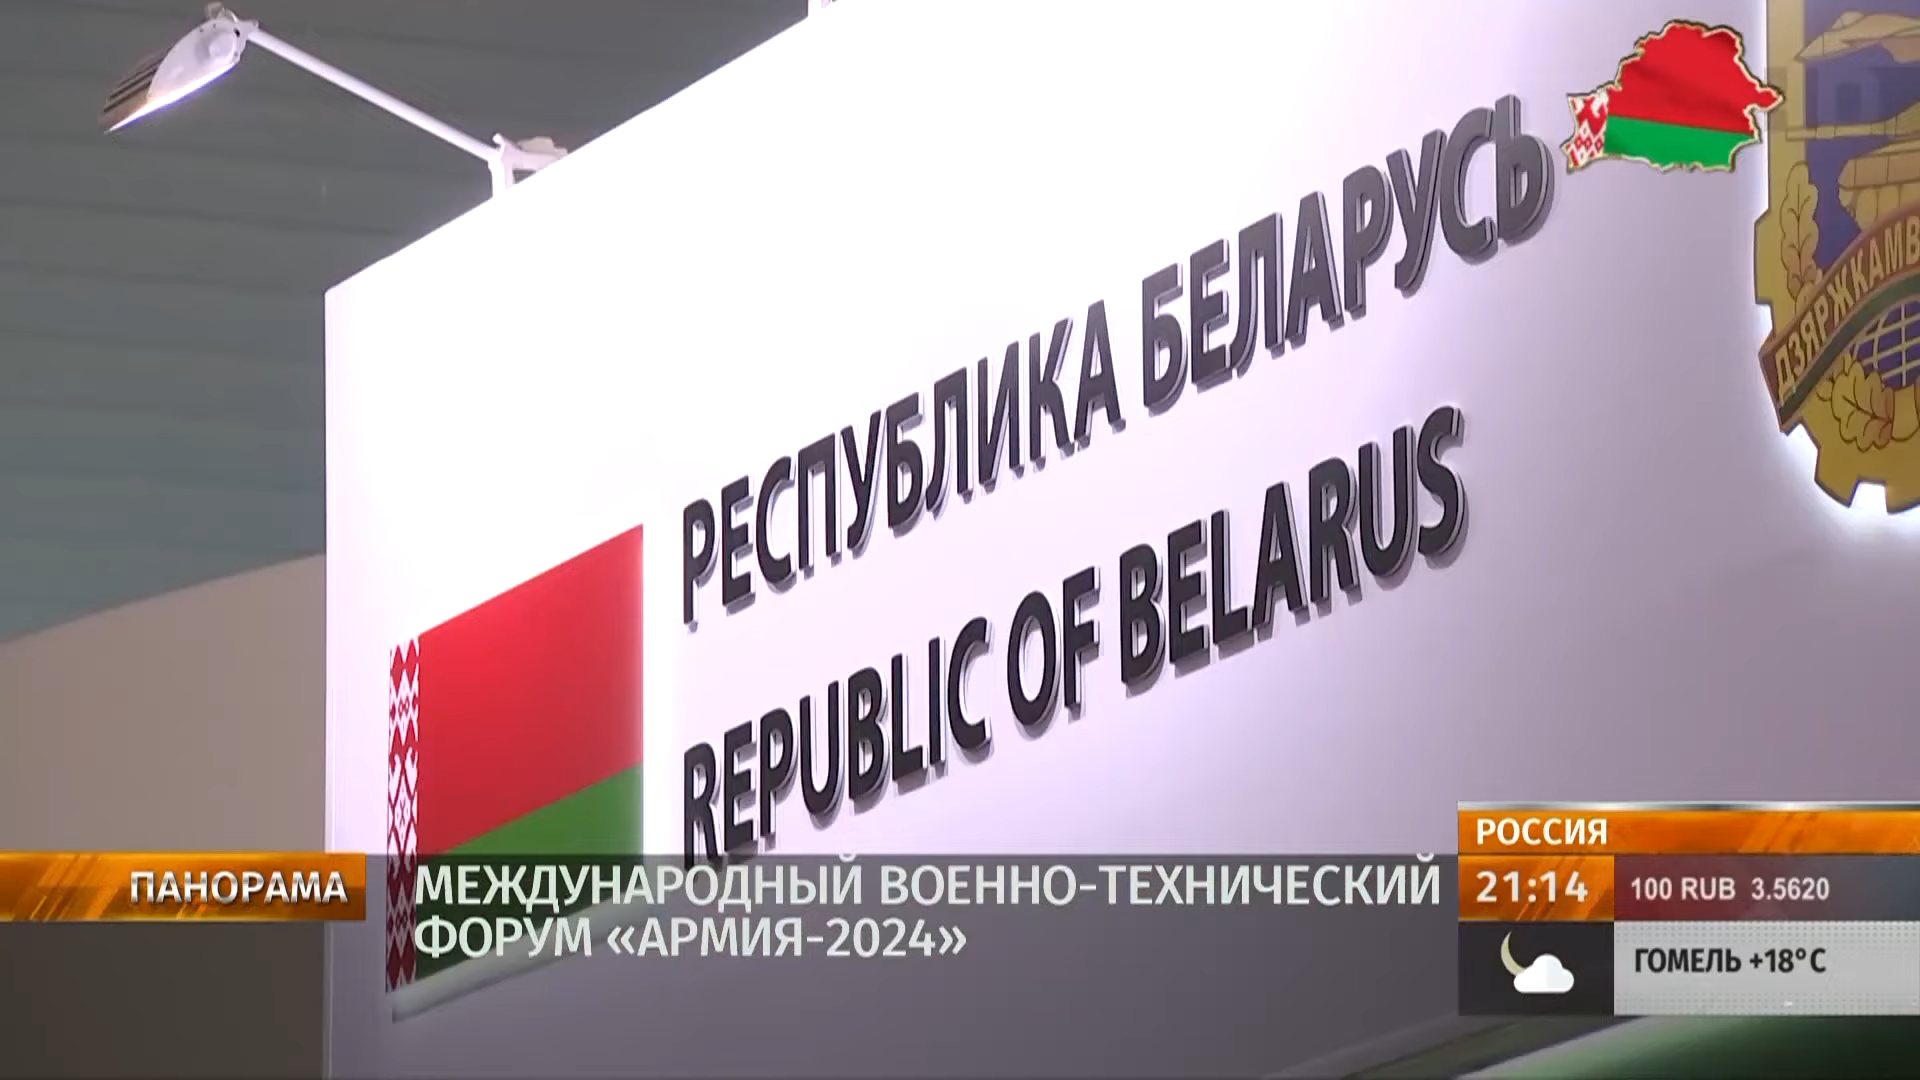 РЕСПУБЛИКА БЕЛАРУСЬ
REPUBLIC OF BELARUS
ПАНОРАМА
МЕЖДУНАРОДНЫЙ ВОЕННО-ТЕХНИЧЕСКИЙ
ФОРУМ «АРМИЯ-2024»
РОССИЯ
21:14
100 RUB 3.5620
ГОМЕЛЬ +18°C